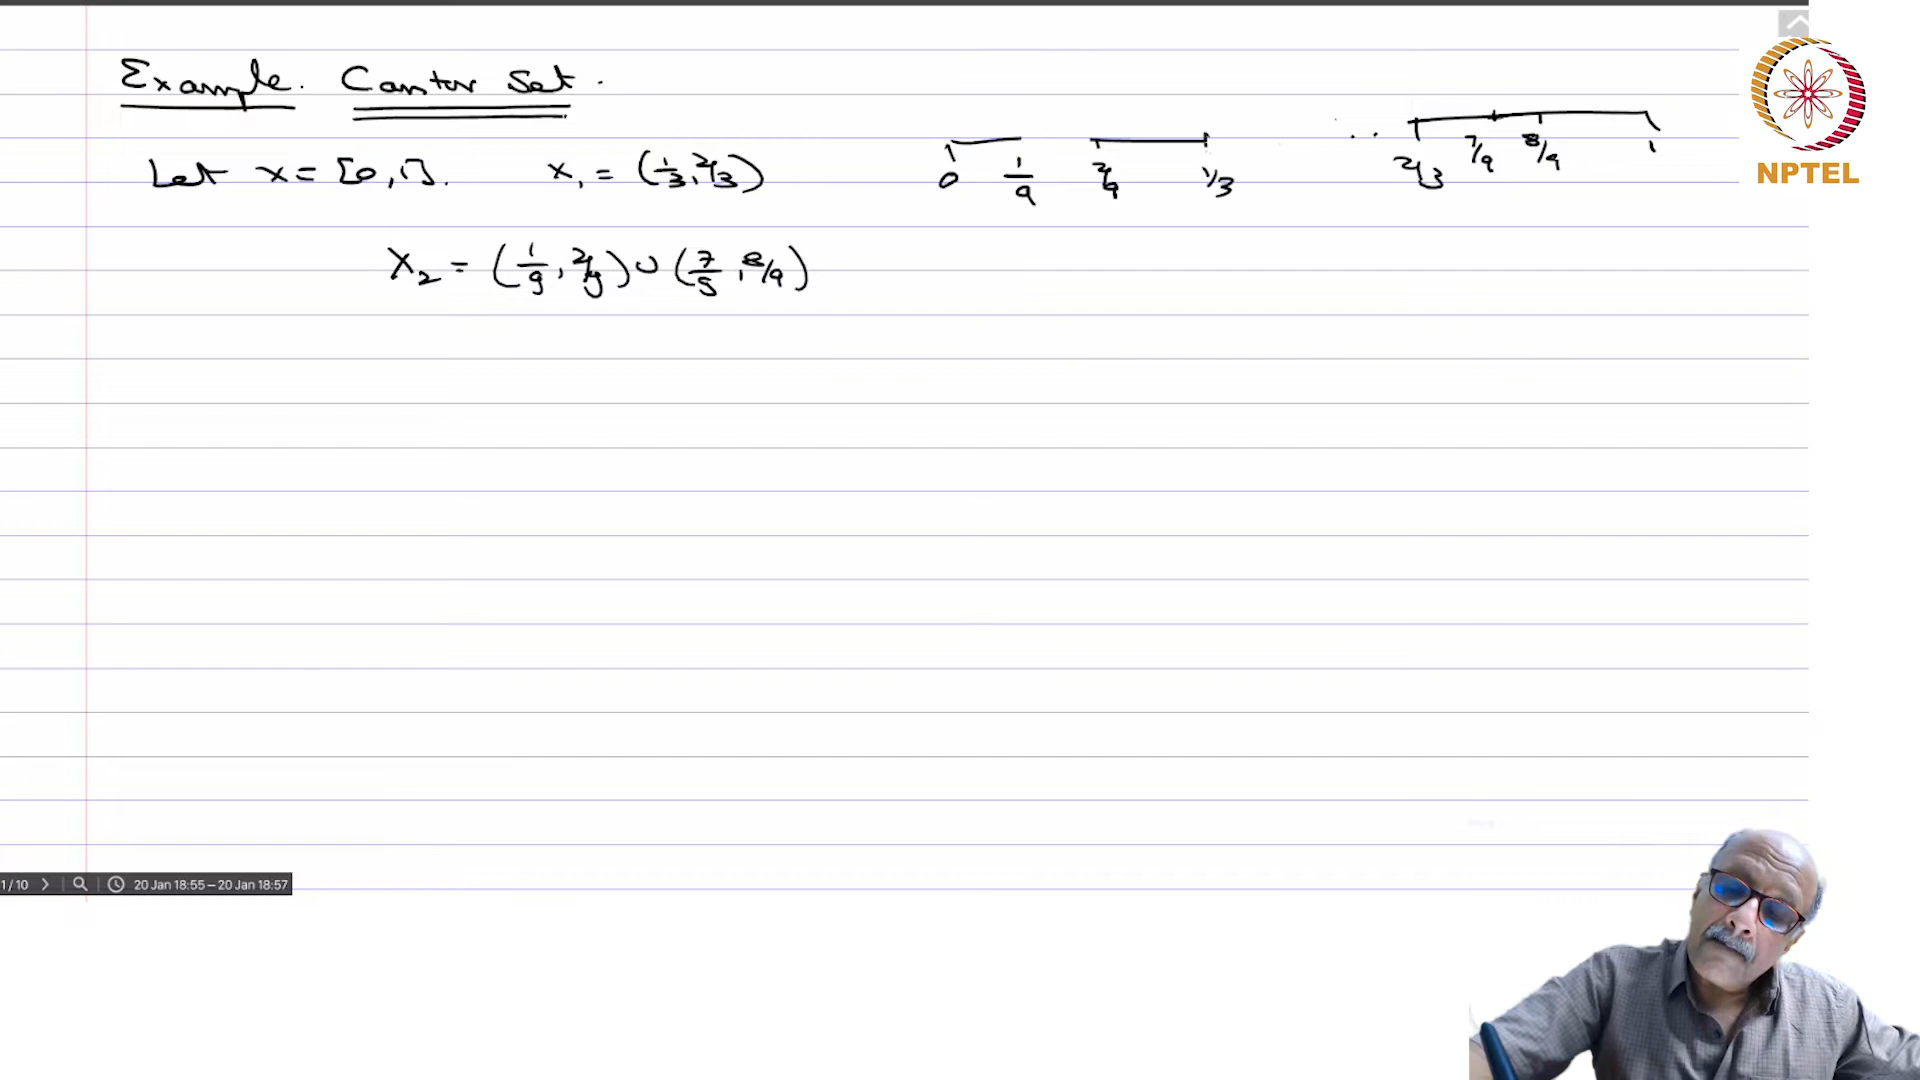 Example. Cantor Set.
Let X = [0,1]. X₁ = (1/3, 2/3)
0 1/9 2/9 1/3 .. 2/3 7/9 8/9 1
X₂ = (1/9, 2/9) ∪ (7/9, 8/9)
NPTEL
1/10 20 Jan 18:55 – 20 Jan 18:57